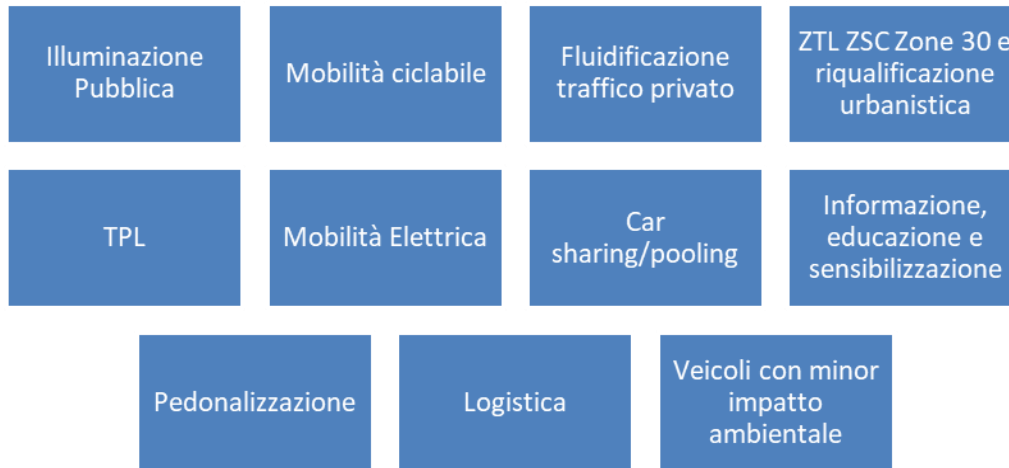 Illuminazione
Pubblica
Mobilità ciclabile
Fluidificazione
traffico privato
ZTL ZSC Zone 30 e
riqualificazione
urbanistica
TPL
Mobilità Elettrica
Car
sharing/pooling
Informazione,
educazione e
sensibilizzazione
Pedonalizzazione
Logistica
Veicoli con minor
impatto
ambientale